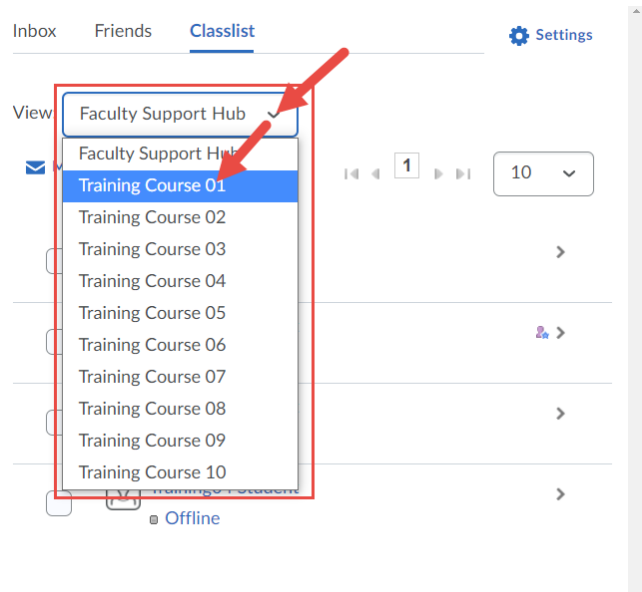 Inbox Friends Classlist Settings
View Faculty Support Hub
Faculty Support Hub
1 10
Training Course 01
Training Course 02
Training Course 03
Training Course 04
Training Course 05
Training Course 06
Training Course 07
Training Course 08
Training Course 09
Training Course 10
Student
Offline